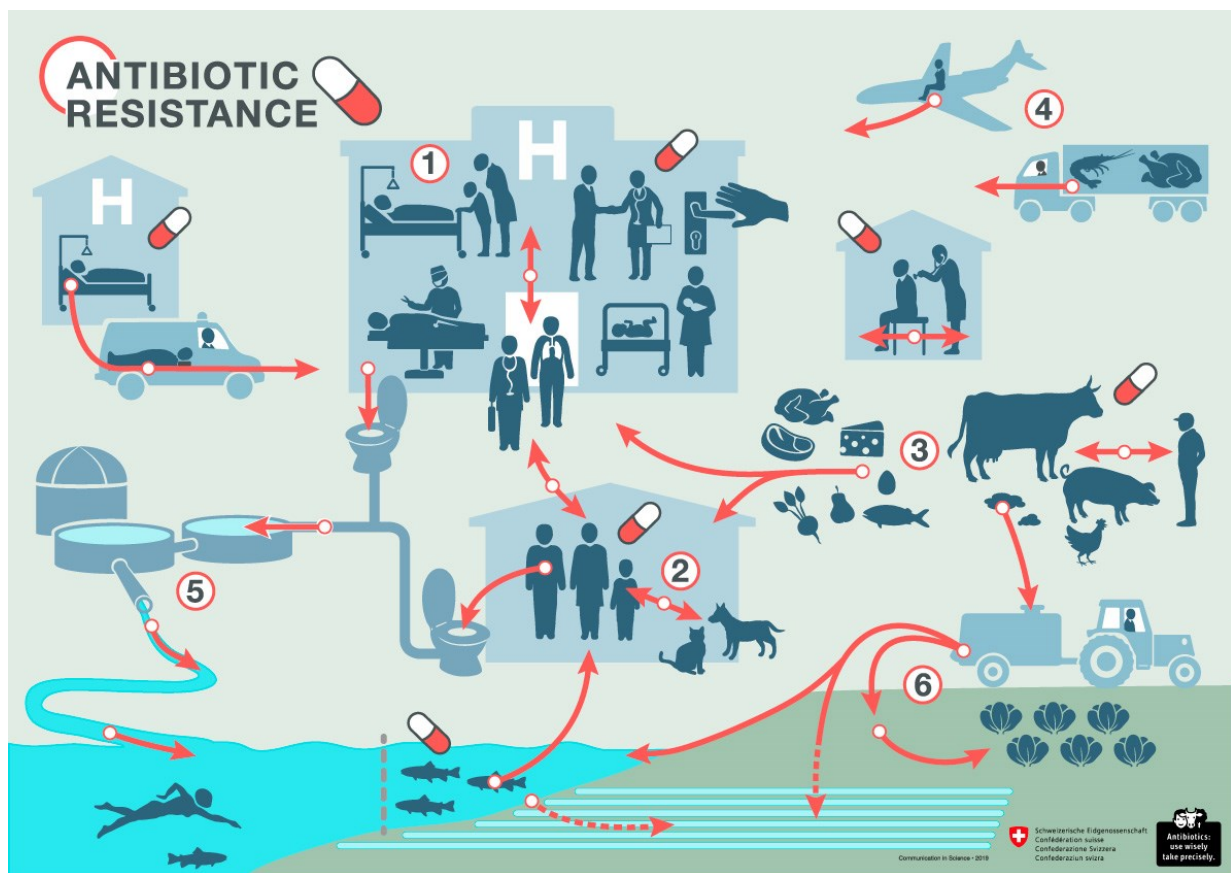 ANTIBIOTIC
RESISTANCE
H
1
H
4
3
2
5
6
Schweizerische Eidgenossenschaft
Confédération suisse
Confederazione Svizzera
Confederaziun svizra
Communication in Science - 2018
Antibiotics:
use wisely
take precisely.